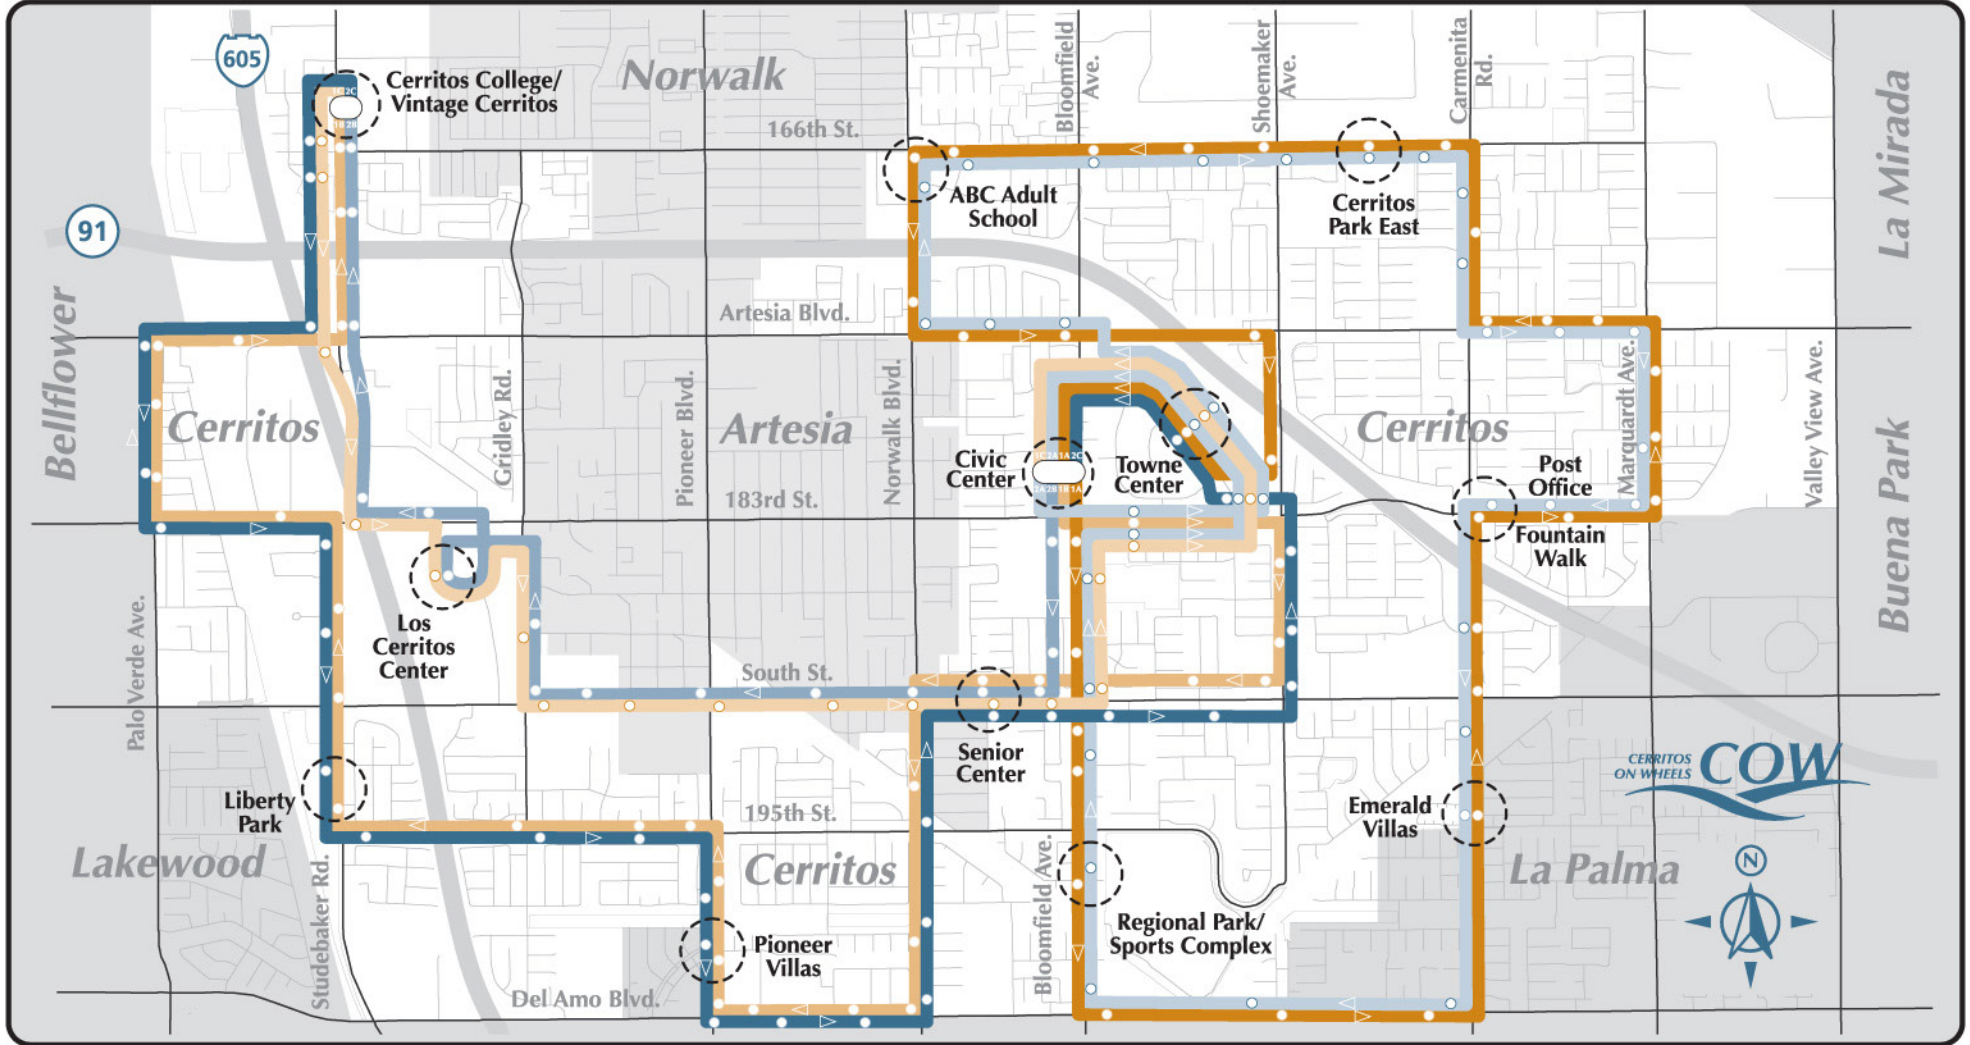 605
Cerritos College/
Vintage Cerritos
Norwalk
166th St.
Bloomfield
Ave.
Shoemaker
Ave.
Carmenita
Rd.
La Mirada
91
ABC Adult
School
Cerritos
Park East
Bellflower
Artesia Blvd.
Cerritos
Gridley Rd.
Pioneer Blvd.
Artesia
Norwalk Blvd.
Civic
Center
Towne
Center
Cerritos
Marquardt Ave.
Valley View Ave.
Buena Park
183rd St.
Post
Office
Fountain
Walk
Palo Verde Ave.
Los
Cerritos
Center
South St.
Senior
Center
CERRITOS
ON WHEELS
COW
Liberty
Park
195th St.
Emerald
Villas
Lakewood
Cerritos
La Palma
N
Studebaker Rd.
Pioneer
Villas
Bloomfield Ave.
Regional Park/
Sports Complex
Del Amo Blvd.